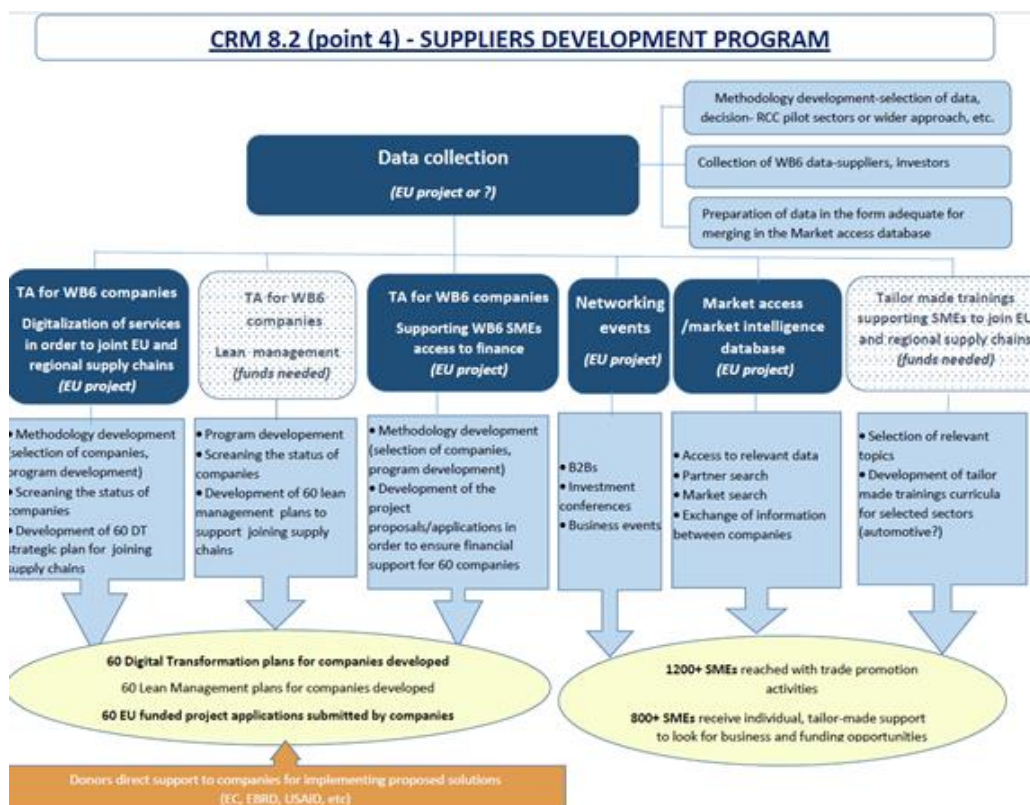 CRM 8.2 (point 4) - SUPPLIERS DEVELOPMENT PROGRAM
Methodology development-selection of data,
decision- RCC pilot sectors or wider approach, etc.
Data collection
(EU project or ?)
Collection of WB6 data-suppliers, investors
Preparation of data in the form adequate for
merging in the Market access database
TA for WB6 companies
Digitalization of services
in order to joint EU and
regional supply chains
(EU project)
TA for WB6
companies
Lean management
(funds needed)
TA for WB6 companies
Supporting WB6 SMEs
access to finance
(EU project)
Networking
events
(EU project)
Market access
/market intelligence
database
(EU project)
Tailor made trainings
supporting SMEs to join EU
and regional supply chains
(funds needed)
• Methodology development
(selection of companies,
program development)
• Screaning the status of
companies
• Development of 60 DT
strategic plan for joining
supply chains
• Program developement
• Screaning the status of
companies
• Development of 60 lean
management plans to
support joining supply
chains
• Methodology development
(selection of companies,
program development)
• Development of the
project
proposals/applications in
order to ensure financial
support for 60 companies
• B2Bs
• Investment
conferences
• Business events
• Access to relevant data
• Partner search
• Market search
• Exchange of information
between companies
• Selection of relevant
topics
• Development of tailor
made trainings curricula
for selected sectors
(automotive?)
60 Digital Transformation plans for companies developed
60 Lean Management plans for companies developed
60 EU funded project applications submitted by companies
1200+ SMEs reached with trade promotion
activities
800+ SMEs receive individual, tailor-made support
to look for business and funding opportunities
Donors direct support to companies for implementing proposed solutions
(EC, EBRD, USAID, etc)